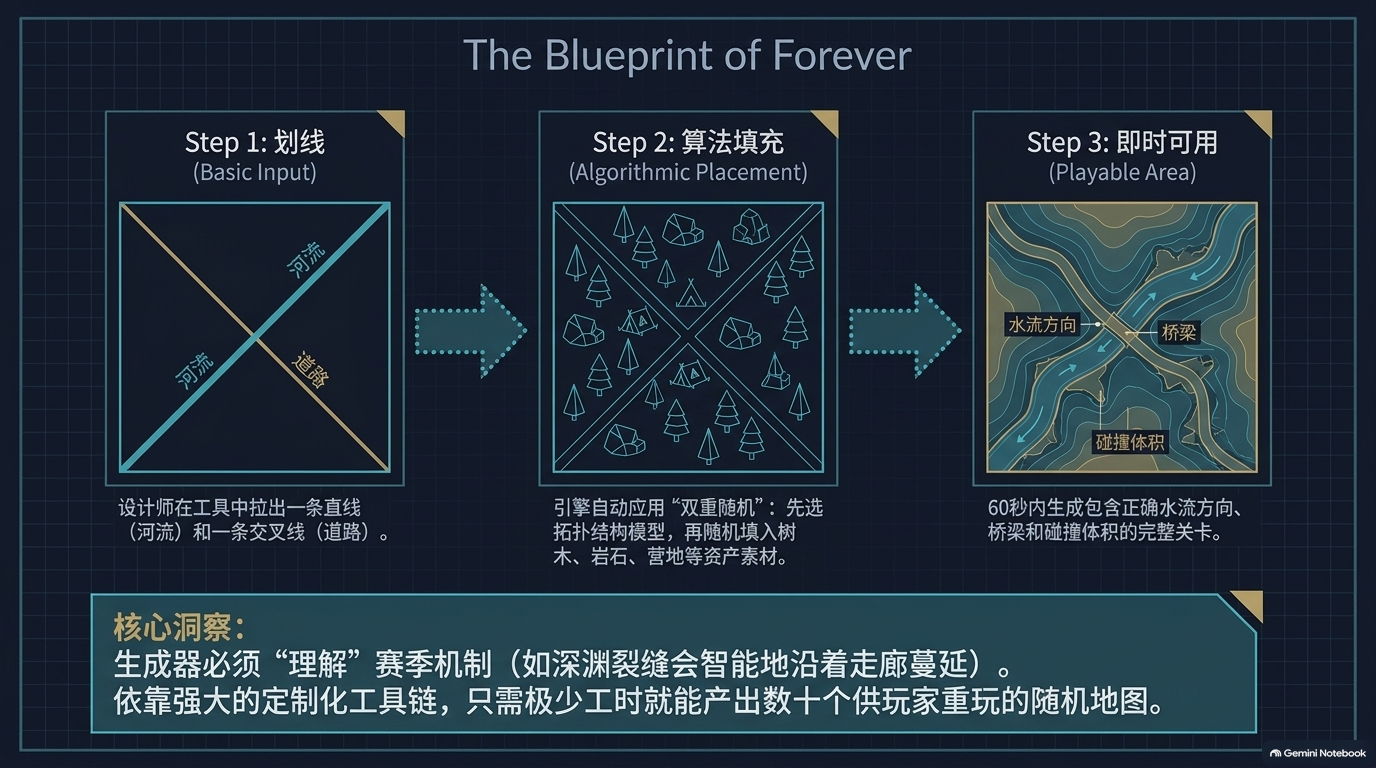 The Blueprint of Forever
Step 1: 划线
(Basic Input)
河流
河流
道路
设计师在工具中拉出一条直线
（河流）和一条交叉线（道路）。
Step 2: 算法填充
(Algorithmic Placement)
引擎自动应用“双重随机”：先选
拓扑结构模型，再随机填入树
木、岩石、营地等资产素材。
Step 3: 即时可用
(Playable Area)
水流方向
桥梁
碰撞体积
60秒内生成包含正确水流方向、
桥梁和碰撞体积的完整关卡。
核心洞察：
生成器必须“理解”赛季机制（如深渊裂缝会智能地沿着走廊蔓延）。
依靠强大的定制化工具链，只需极少工时就能产出数十个供玩家重玩的随机地图。
Gemini Notebook